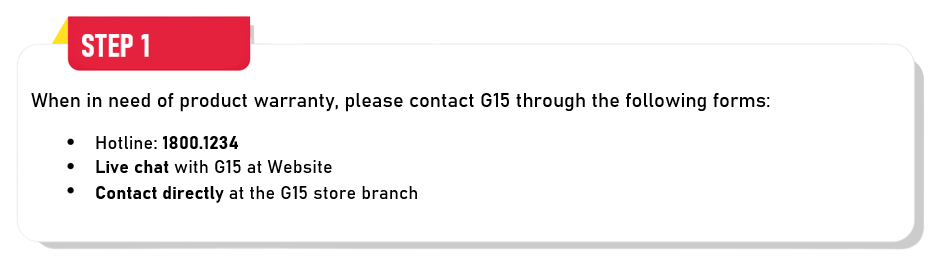 STEP 1
When in need of product warranty, please contact G15 through the following forms:
• Hotline: 1800.1234
• Live chat with G15 at Website
• Contact directly at the G15 store branch